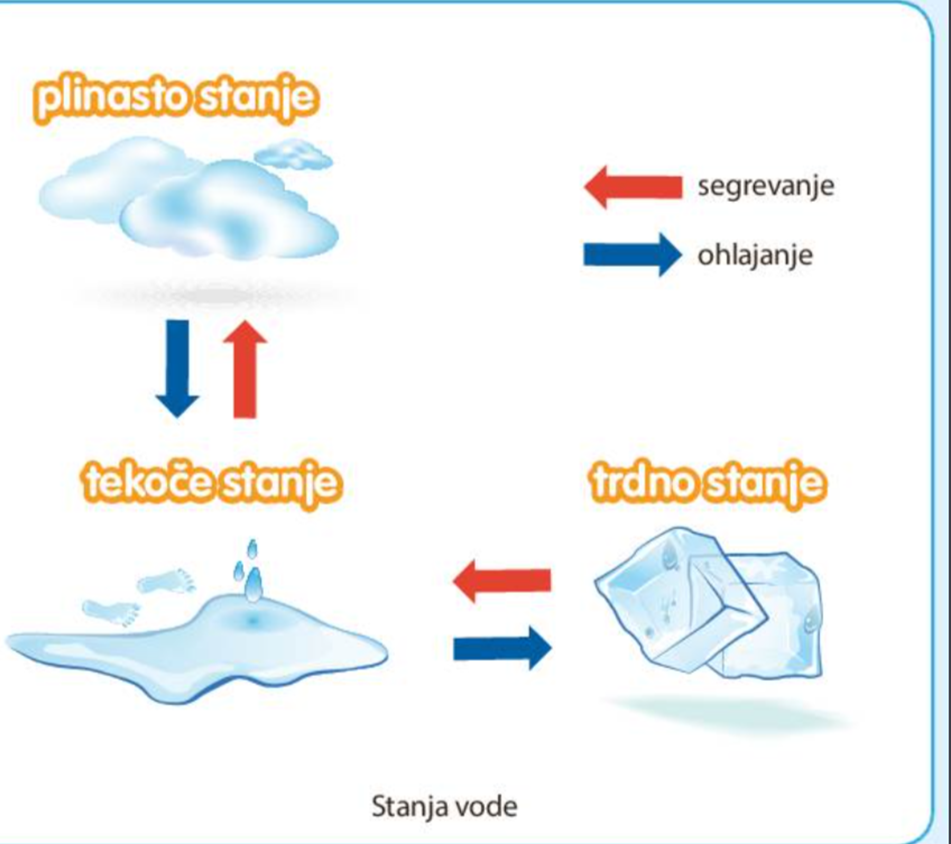 plinasto stanje
segrevanje
ohlajanje
tekoče stanje
trdno stanje
Stanja vode